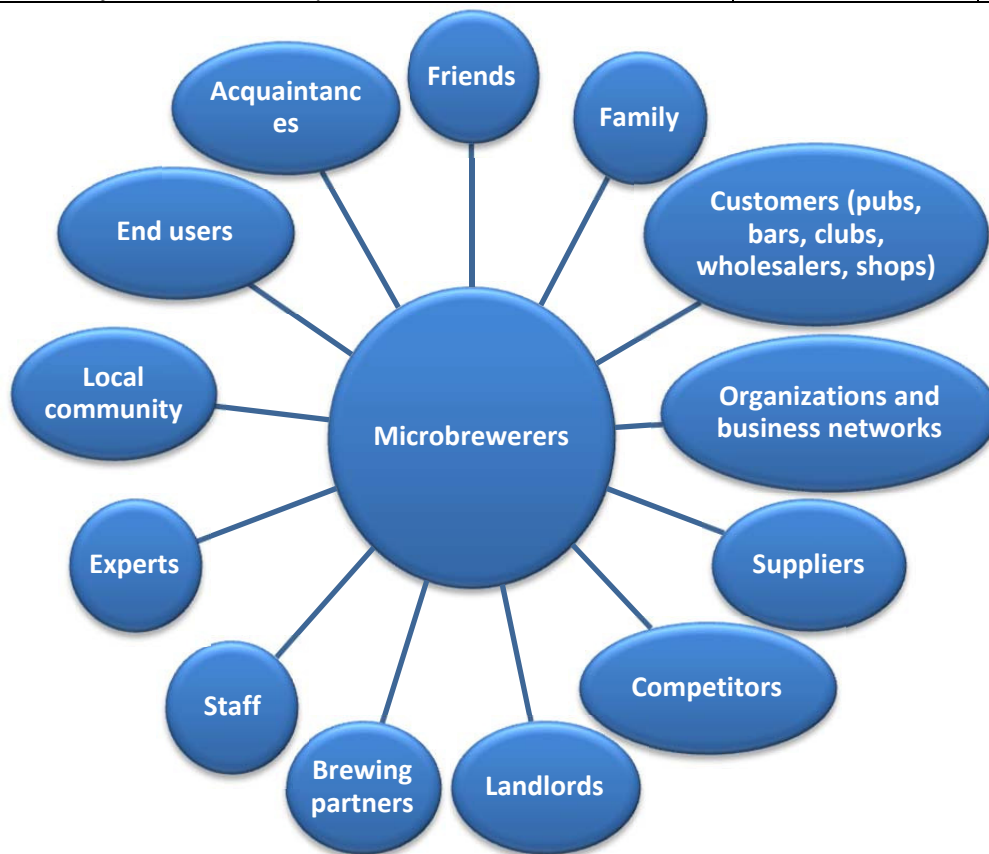 Friends
Family
Acquaintanc
es
Customers (pubs,
bars, clubs,
wholesalers, shops)
End users
Local
community
Organizations and
business networks
Microbrewerers
Experts
Suppliers
Staff
Competitors
Brewing
partners
Landlords